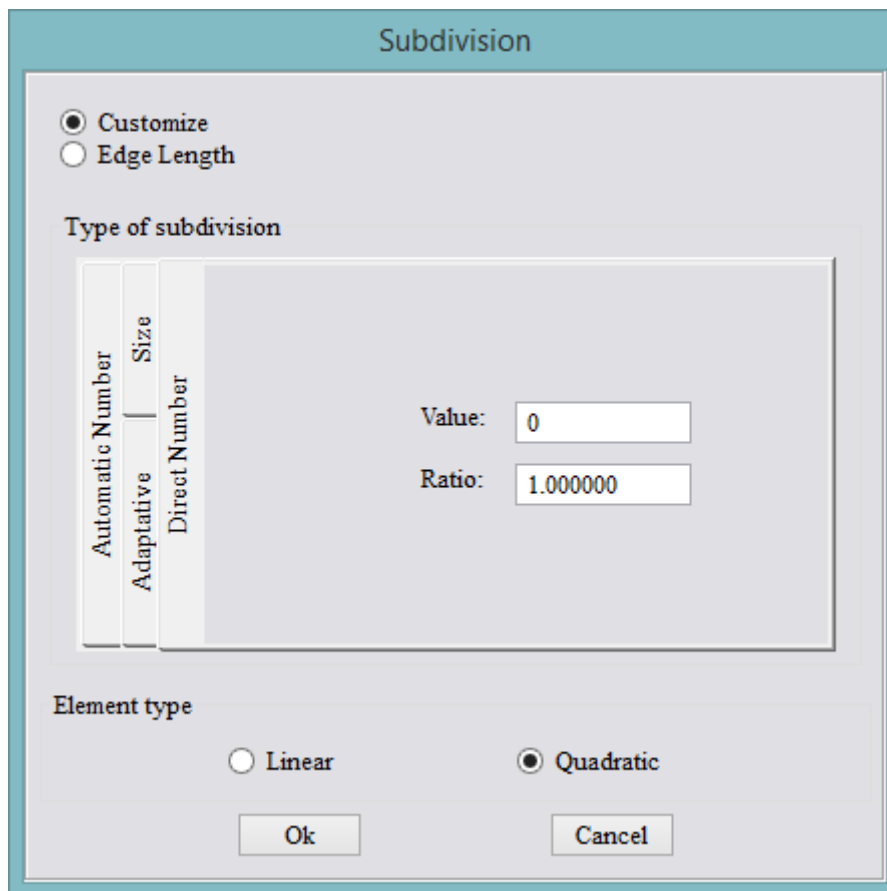 Subdivision
Customize
Edge Length
Type of subdivision
Automatic Number
Size
Adaptative
Direct Number
Value: 0
Ratio: 1.000000
Element type
Linear Quadratic
Ok Cancel